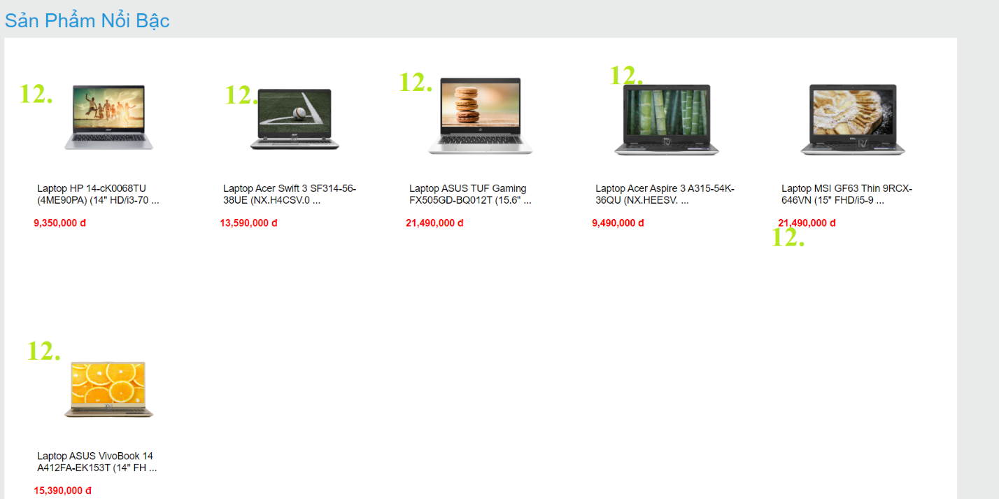 Sản Phẩm Nổi Bậc
12.
12.
12.
12.
Laptop HP 14-cK0068TU
(4ME90PA) (14" HD/i3-70 ...
9,350,000 đ
Laptop Acer Swift 3 SF314-56-
38UE (NX.H4CSV.0 ...
13,590,000 đ
Laptop ASUS TUF Gaming
FX505GD-BQ012T (15.6" ...
21,490,000 đ
Laptop Acer Aspire 3 A315-54K-
36QU (NX.HEESV. ...
9,490,000 đ
Laptop MSI GF63 Thin 9RCX-
646VN (15" FHD/i5-9 ...
21,490,000 đ
12.
12.
Laptop ASUS VivoBook 14
A412FA-EK153T (14" FH ...
15,390,000 đ